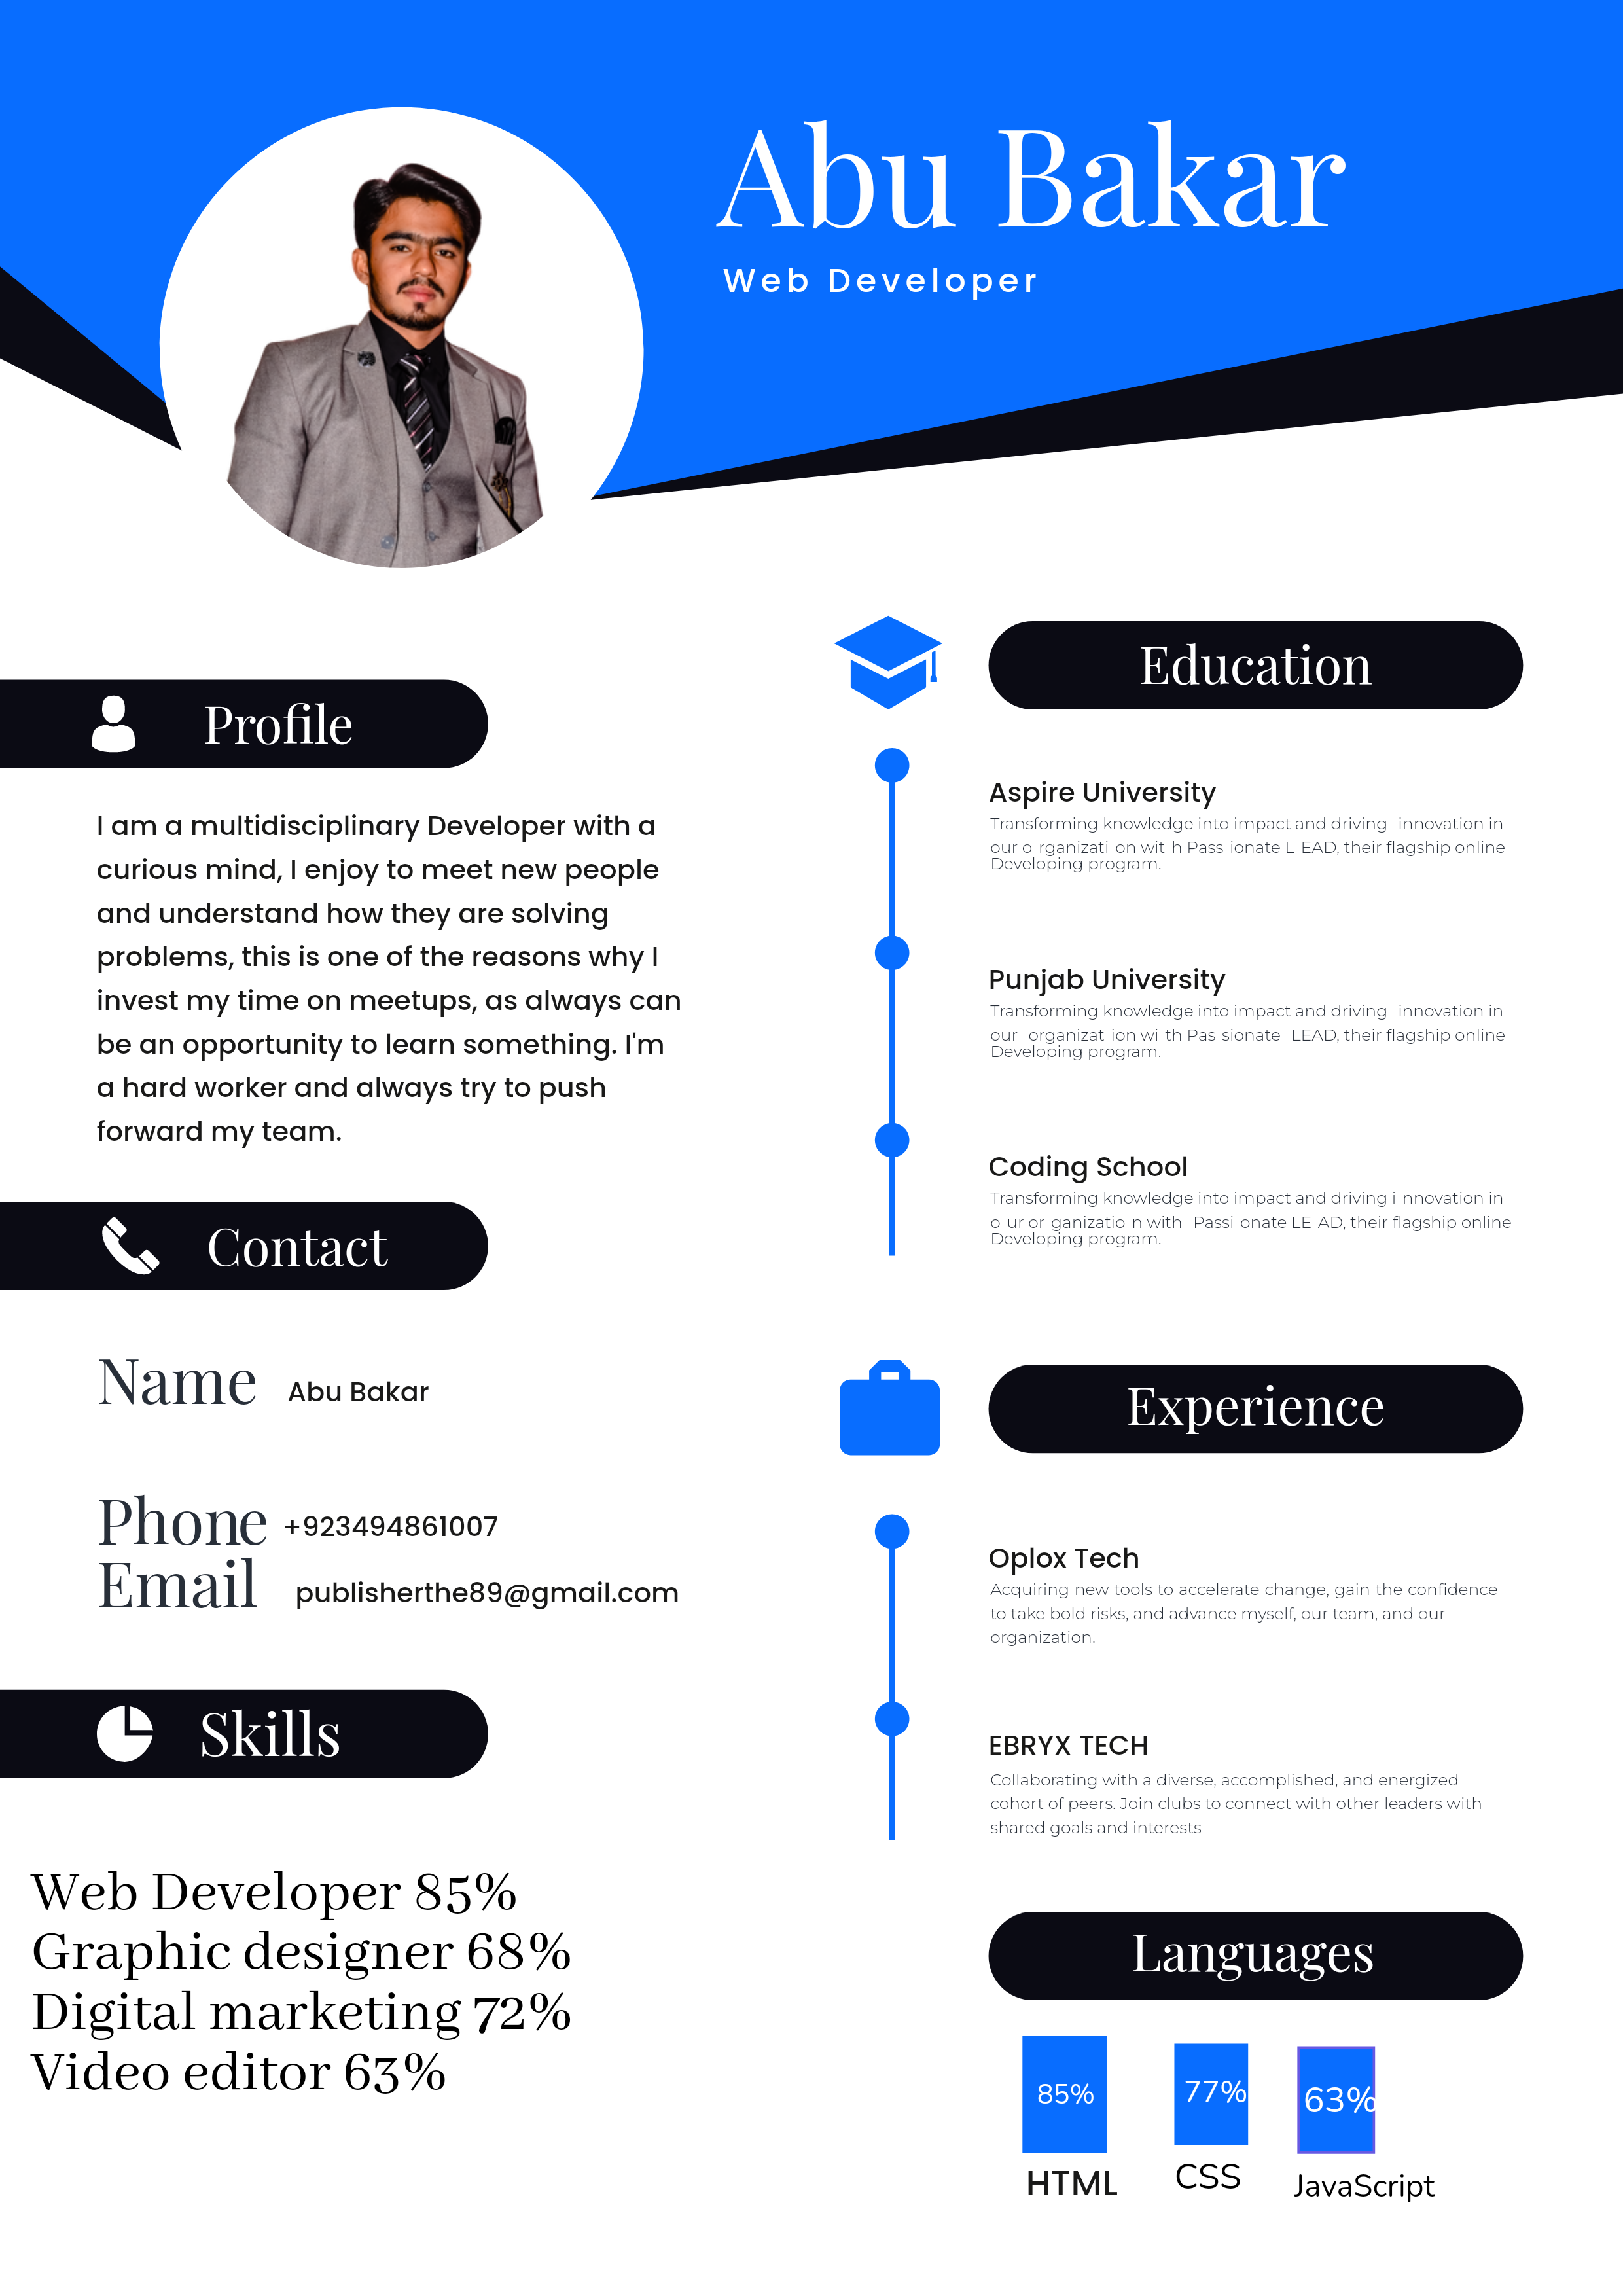 Abu Bakar
Web Developer
Profile
I am a multidisciplinary Developer with a
curious mind, I enjoy to meet new people
and understand how they are solving
problems, this is one of the reasons why I
invest my time on meetups, as always can
be an opportunity to learn something. I'm
a hard worker and always try to push
forward my team.
Contact
Name Abu Bakar
Phone +923494861007
Email publisherthe89@gmail.com
Skills
Web Developer 85%
Graphic designer 68%
Digital marketing 72%
Video editor 63%
Education
Aspire University
Transforming knowledge into impact and driving innovation in
our o rganizati on wit h Pass ionate L EAD, their flagship online
Developing program.
Punjab University
Transforming knowledge into impact and driving innovation in
our organizat ion wi th Pas sionate LEAD, their flagship online
Developing program.
Coding School
Transforming knowledge into impact and driving i nnovation in
o ur or ganizatio n with Passi onate LE AD, their flagship online
Developing program.
Experience
Oplox Tech
Acquiring new tools to accelerate change, gain the confidence
to take bold risks, and advance myself, our team, and our
organization.
EBRYX TECH
Collaborating with a diverse, accomplished, and energized
cohort of peers. Join clubs to connect with other leaders with
shared goals and interests
Languages
85% 77% 63%
HTML CSS JavaScript